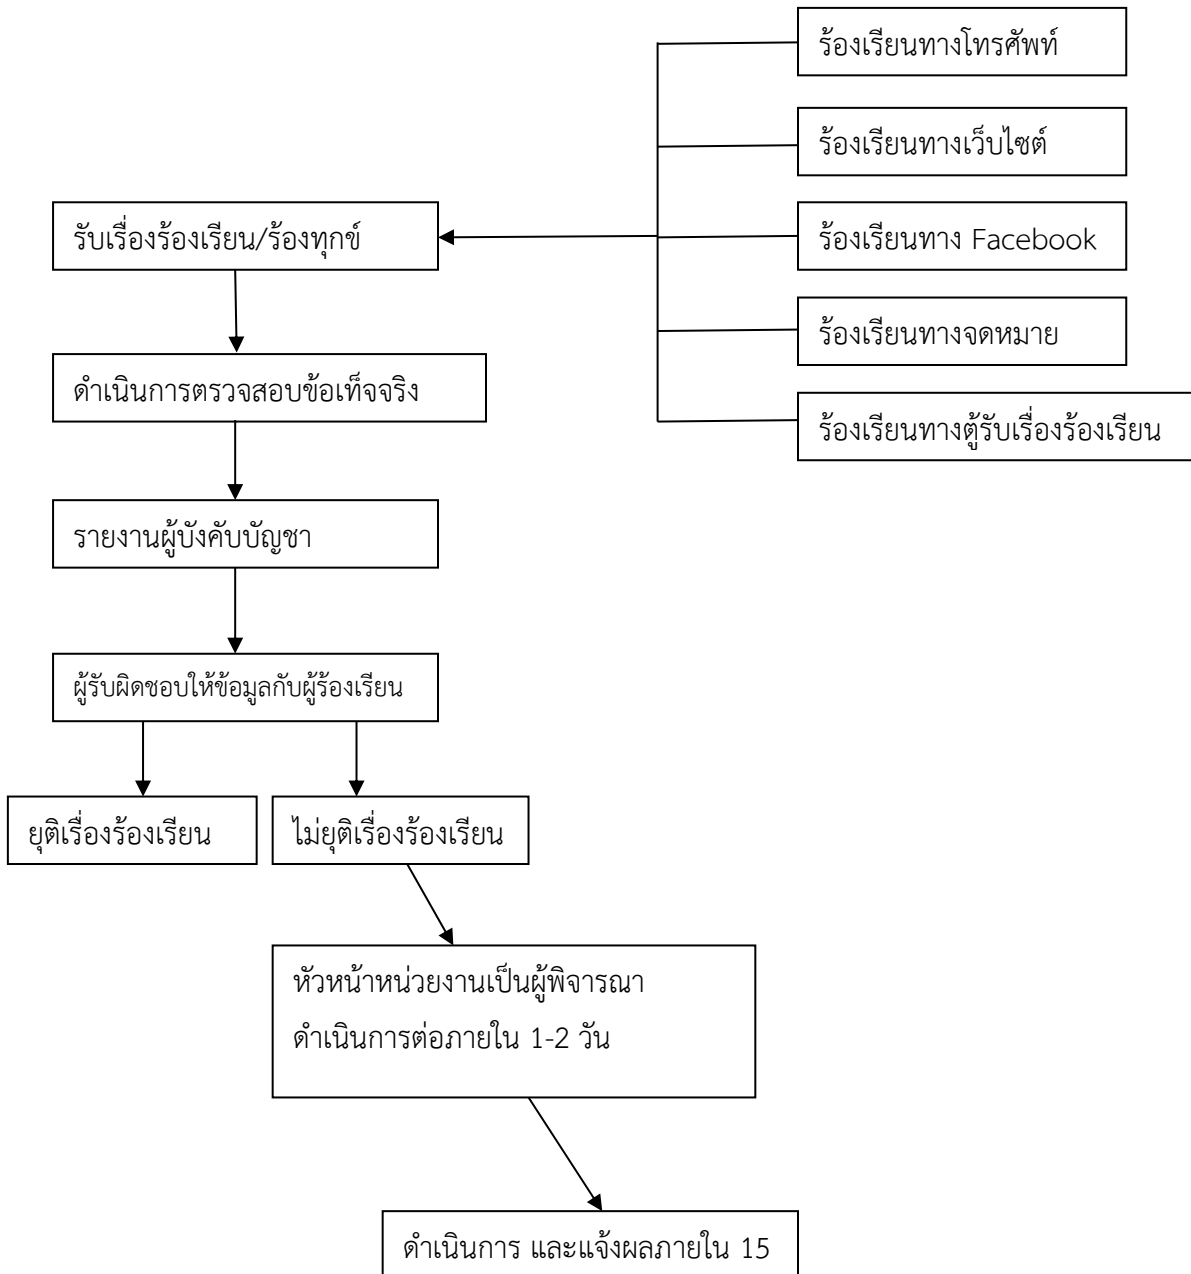 ร้องเรียนทางโทรศัพท์
ร้องเรียนทางเว็บไซต์
ร้องเรียนทาง Facebook
ร้องเรียนทางจดหมาย
ร้องเรียนทางตู้รับเรื่องร้องเรียน
รับเรื่องร้องเรียน/ร้องทุกข์
ดำเนินการตรวจสอบข้อเท็จจริง
รายงานผู้บังคับบัญชา
ผู้รับผิดชอบให้ข้อมูลกับผู้ร้องเรียน
ยุติเรื่องร้องเรียน
ไม่ยุติเรื่องร้องเรียน
หัวหน้าหน่วยงานเป็นผู้พิจารณา
ดำเนินการต่อภายใน 1-2 วัน
ดำเนินการ และแจ้งผลภายใน 15